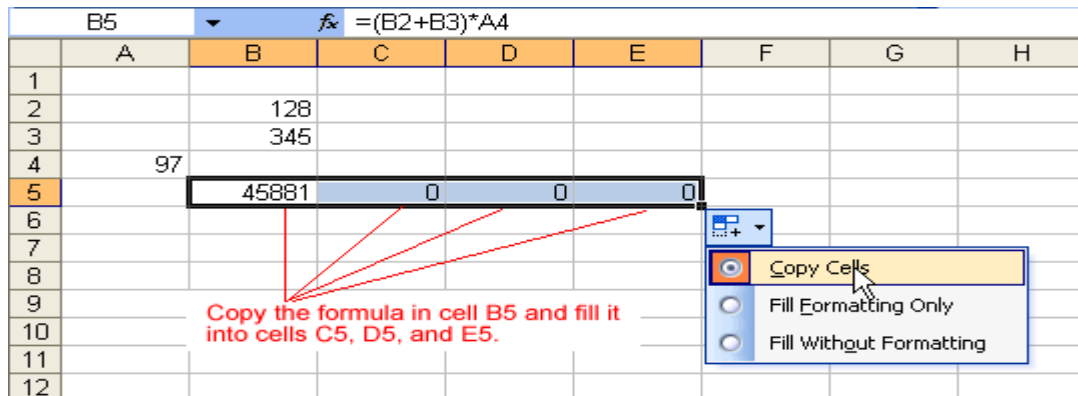 B5 fx =(B2+B3)*A4
A B C D E F G H
1
2 128
3 345
4 97
5 45881 0 0 0
6
7
8 Copy Cells
9 Fill Formatting Only
10 Fill Without Formatting
11
12
Copy the formula in cell B5 and fill it
into cells C5, D5, and E5.